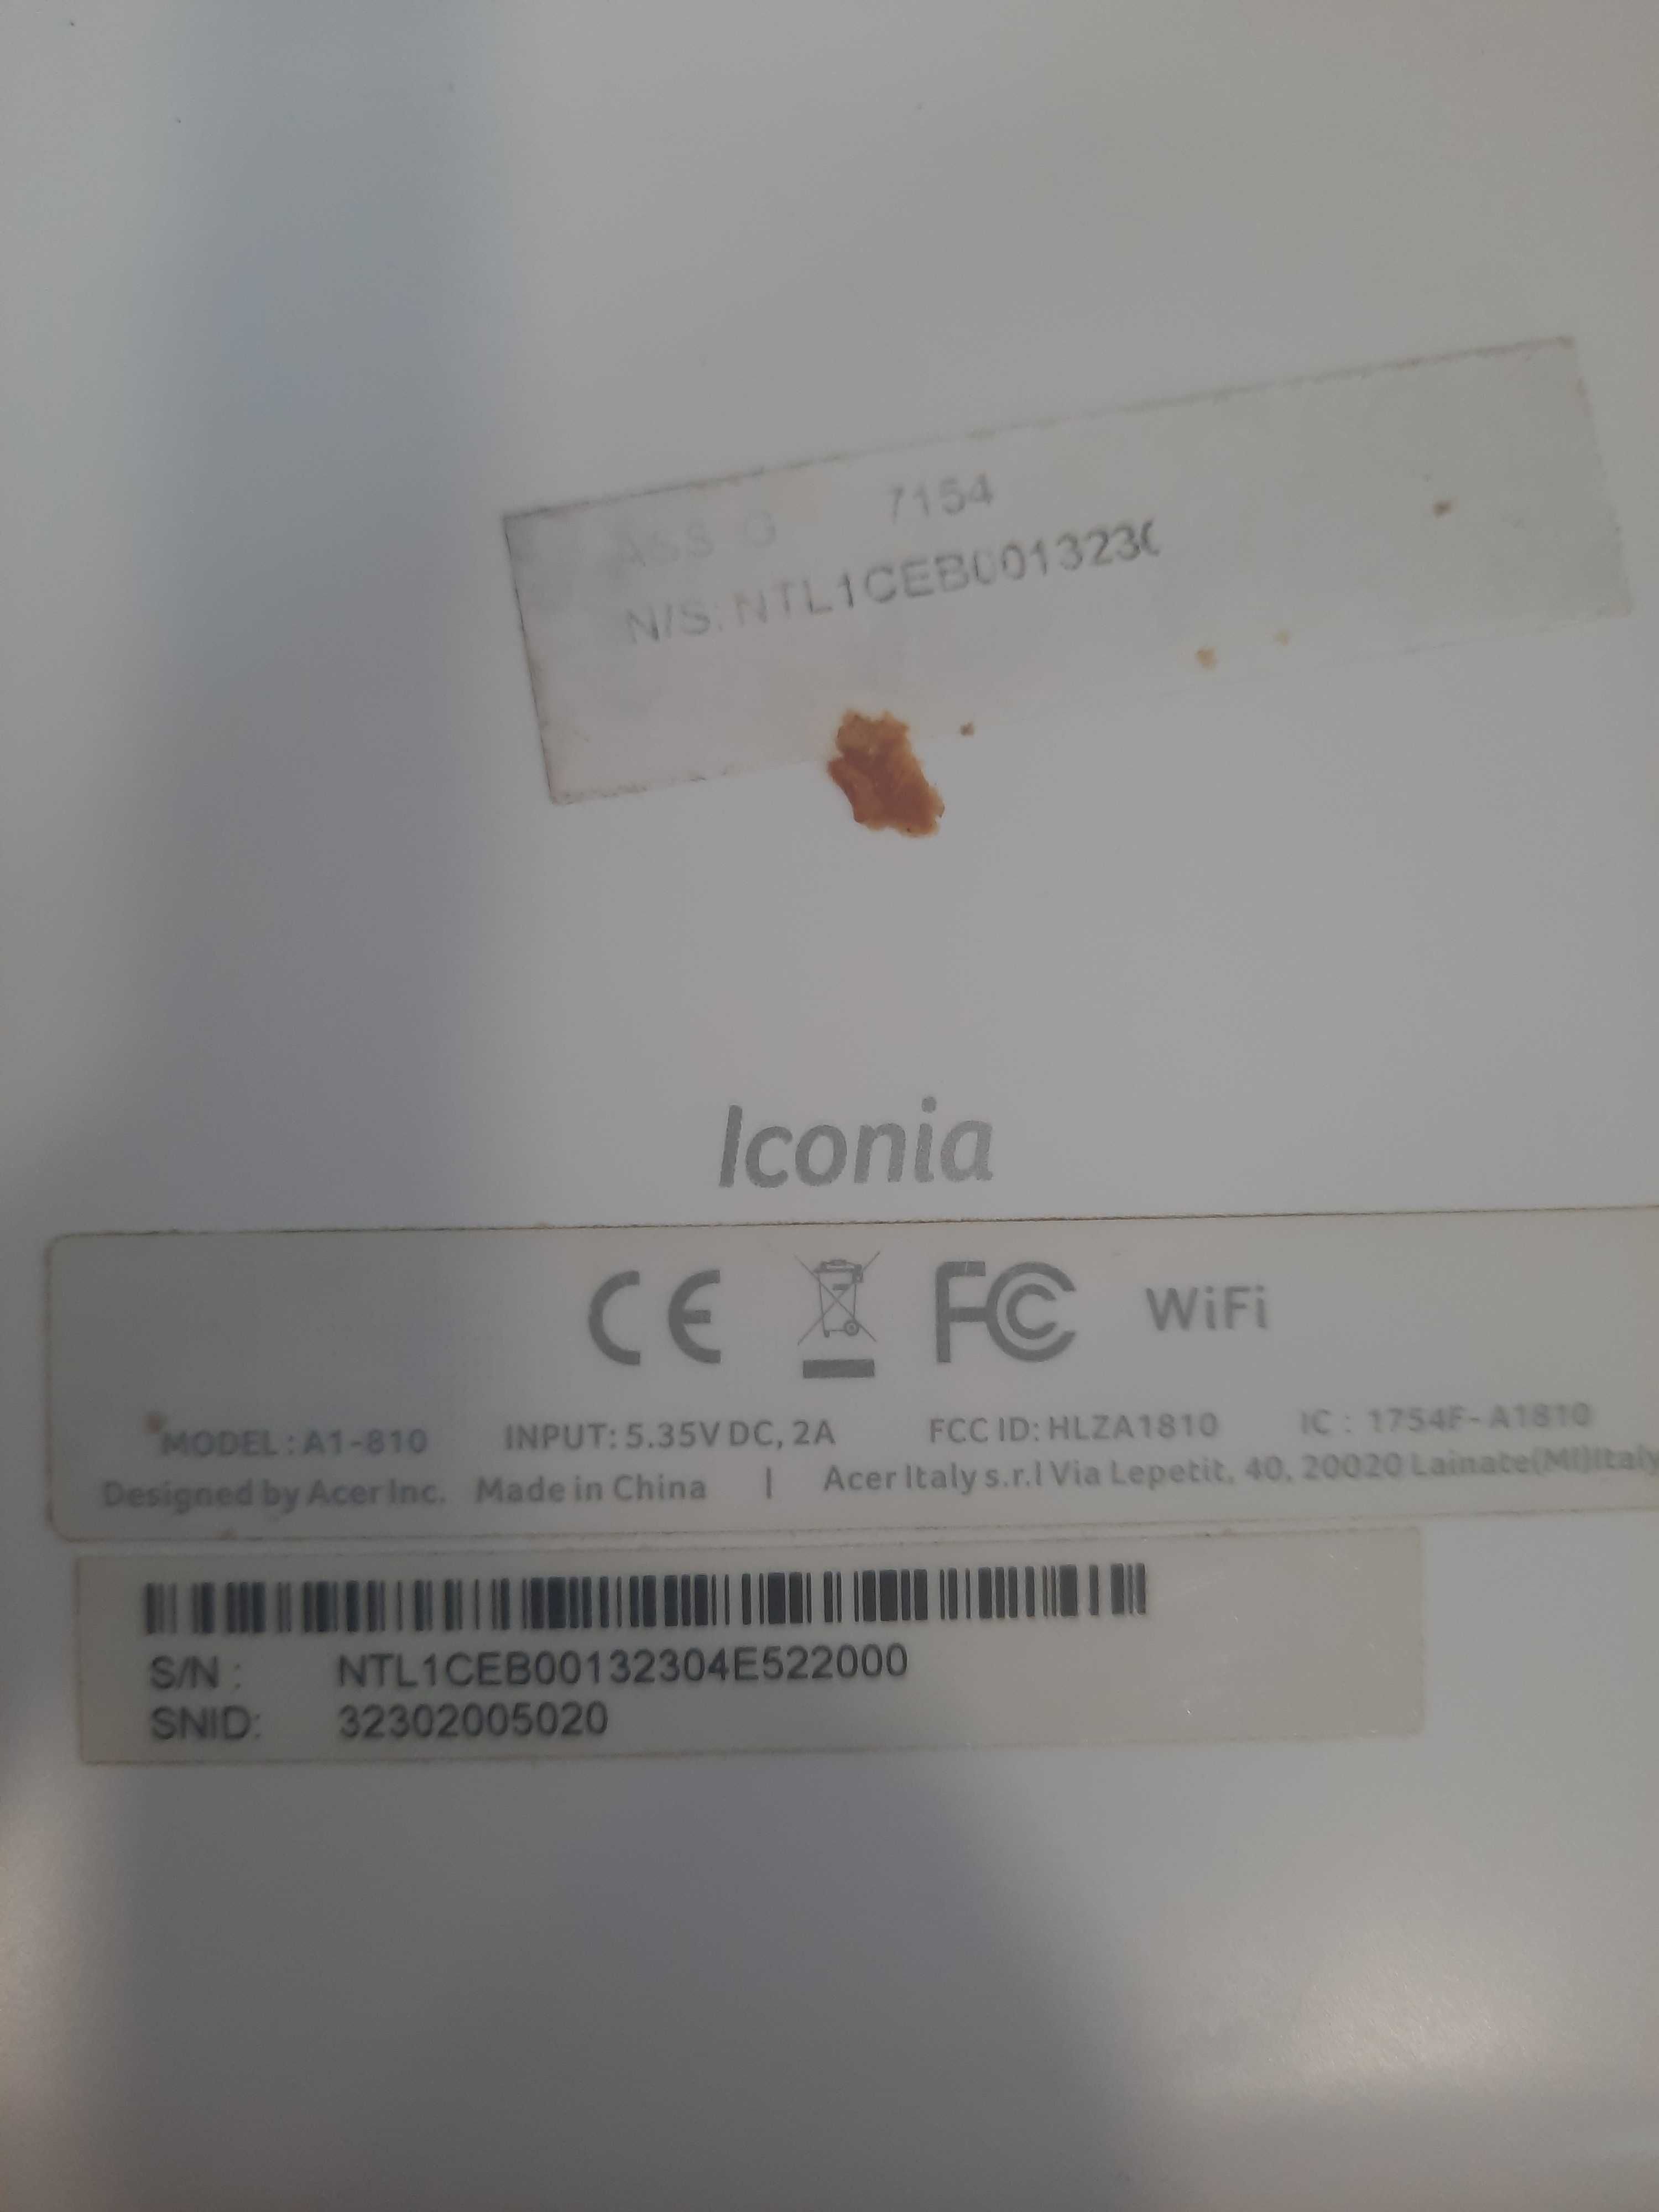 7154
N/S: NTL1CEB0013230
Iconia
CE FC WiFi
MODEL : A1-810 INPUT: 5.35V DC, 2A FCC ID: HLZA1810 IC : 1754F-A1810
Designed by Acer Inc. Made in China | Acer Italy s.r.l Via Lepetit, 40, 20020 Lainate(MI)Italy
S/N : NTL1CEB00132304E522000
SNID: 32302005020